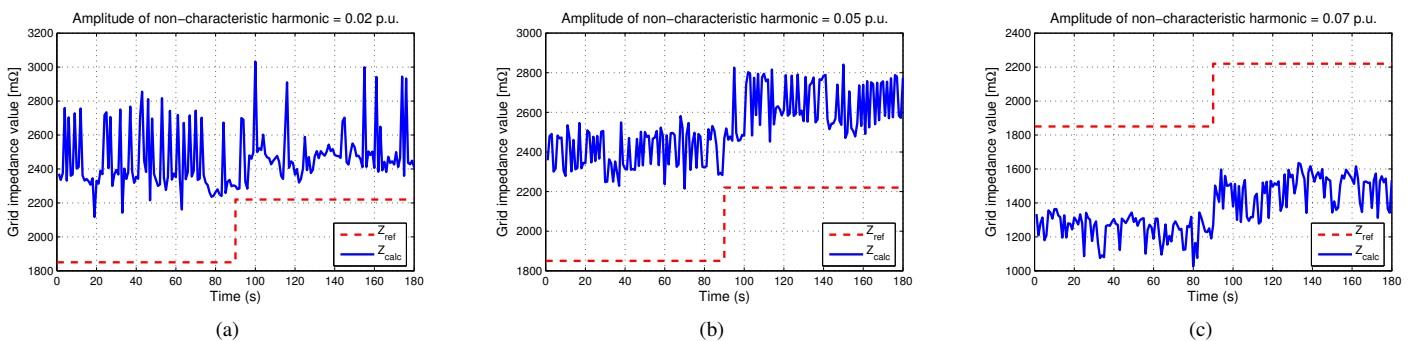 Amplitude of non−characteristic harmonic = 0.02 p.u.
3200
3000
2800
2600
2400
2200
2000
1800
Grid impedance value [mΩ]
0 20 40 60 80 100 120 140 160 180
Time (s)
Z_ref
Z_calc
(a)
Amplitude of non−characteristic harmonic = 0.05 p.u.
3000
2800
2600
2400
2200
2000
1800
Grid impedance value [mΩ]
0 20 40 60 80 100 120 140 160 180
Time (s)
Z_ref
Z_calc
(b)
Amplitude of non−characteristic harmonic = 0.07 p.u.
2400
2200
2000
1800
1600
1400
1200
1000
Grid impedance value [mΩ]
0 20 40 60 80 100 120 140 160 180
Time (s)
Z_ref
Z_calc
(c)